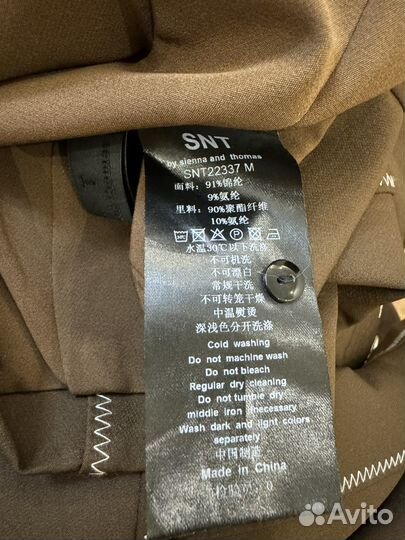 SNT
by sienna and thomas
SNT22337 M
面料: 91%锦纶
9%氨纶
里料: 90%聚酯纤维
10%氨纶
水温30℃以下洗涤
不可机洗
不可漂白
常规干洗
不可转笼干燥
中温熨烫
深浅色分开洗涤
Cold washing
Do not machine wash
Do not bleach
Regular dry cleaning
Do not tumble dry
middle iron (necessary
Wash dark and light colors
separately
中国制造
Made in China
Avito